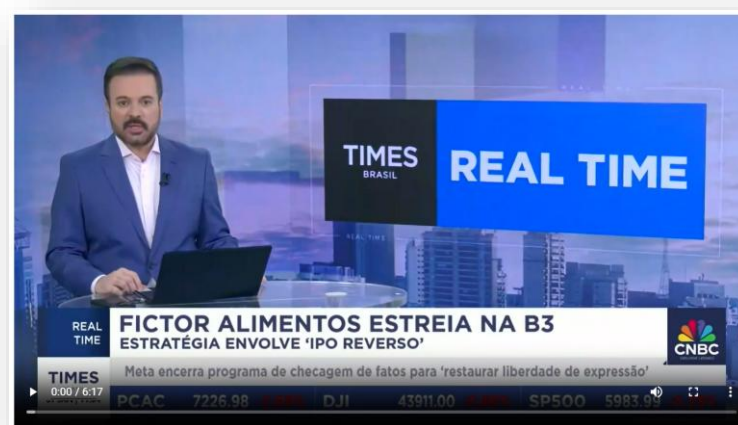 TIMES
BRASIL
REAL TIME
REAL TIME
REAL
TIME
FICTOR ALIMENTOS ESTREIA NA B3
ESTRATÉGIA ENVOLVE ‘IPO REVERSO’
CNBC
TIMES
Meta encerra programa de checagem de fatos para ‘restaurar liberdade de expressão’
0:00 / 6:17
PCAC 7226.98 DJI 43911.00 SP500 5983.99